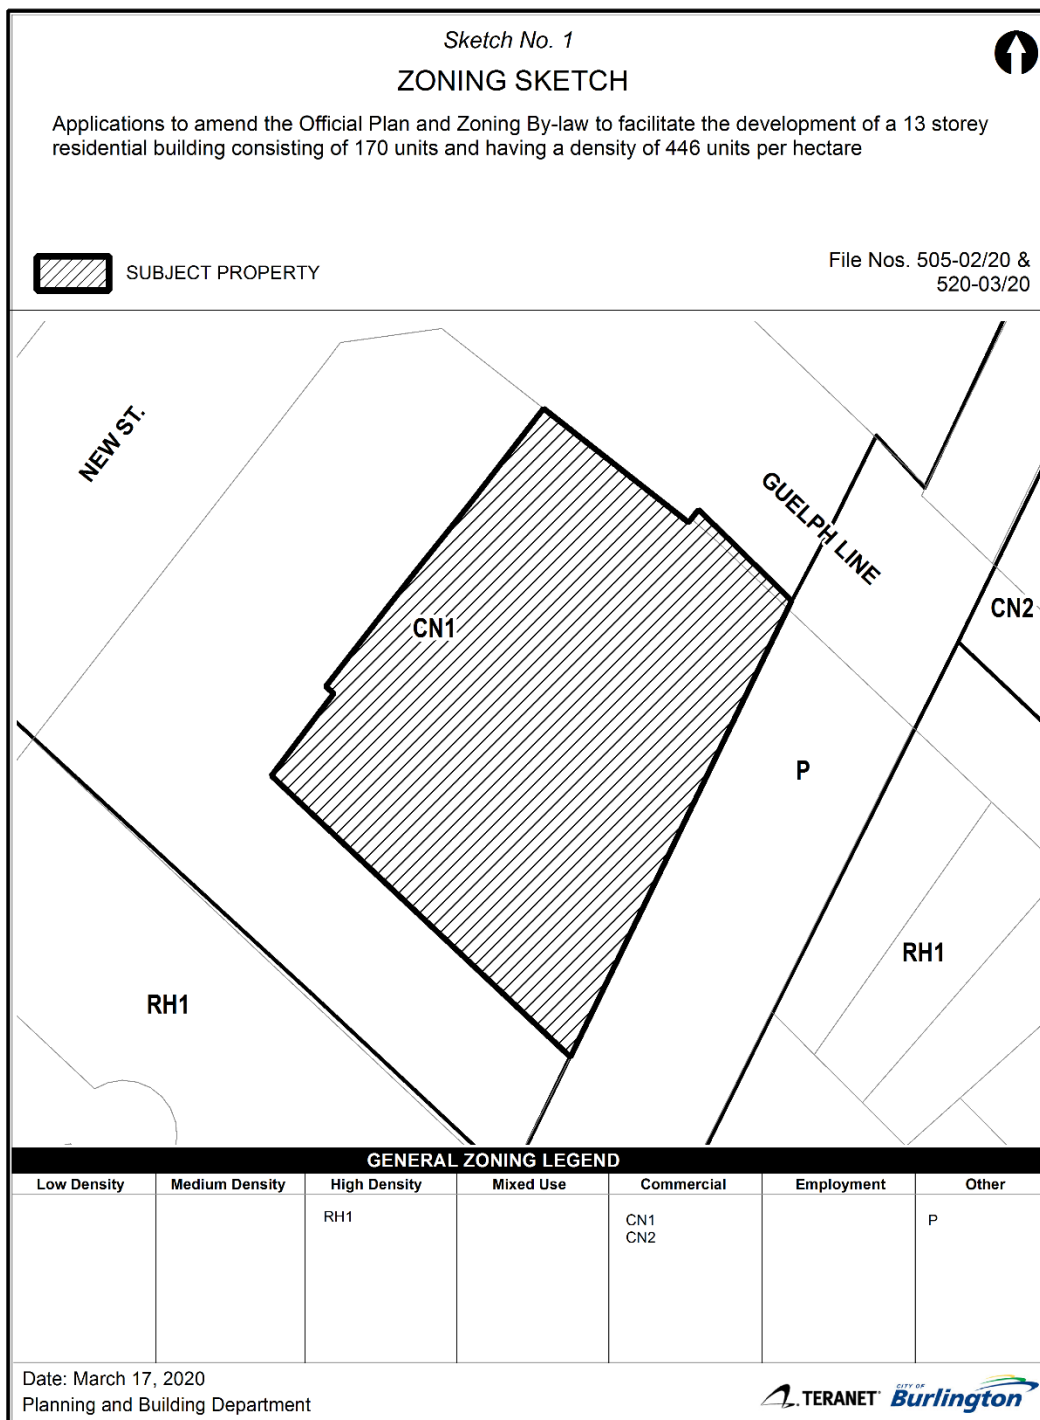 Sketch No. 1
ZONING SKETCH
Applications to amend the Official Plan and Zoning By-law to facilitate the development of a 13 storey
residential building consisting of 170 units and having a density of 446 units per hectare
SUBJECT PROPERTY
File Nos. 505-02/20 &
520-03/20
NEW ST.
GUELPH LINE
CN1
CN2
P
RH1
RH1
GENERAL ZONING LEGEND
Low Density Medium Density High Density Mixed Use Commercial Employment Other
RH1 CN1 P
CN2
Date: March 17, 2020
Planning and Building Department
TERANET
CITY OF
Burlington